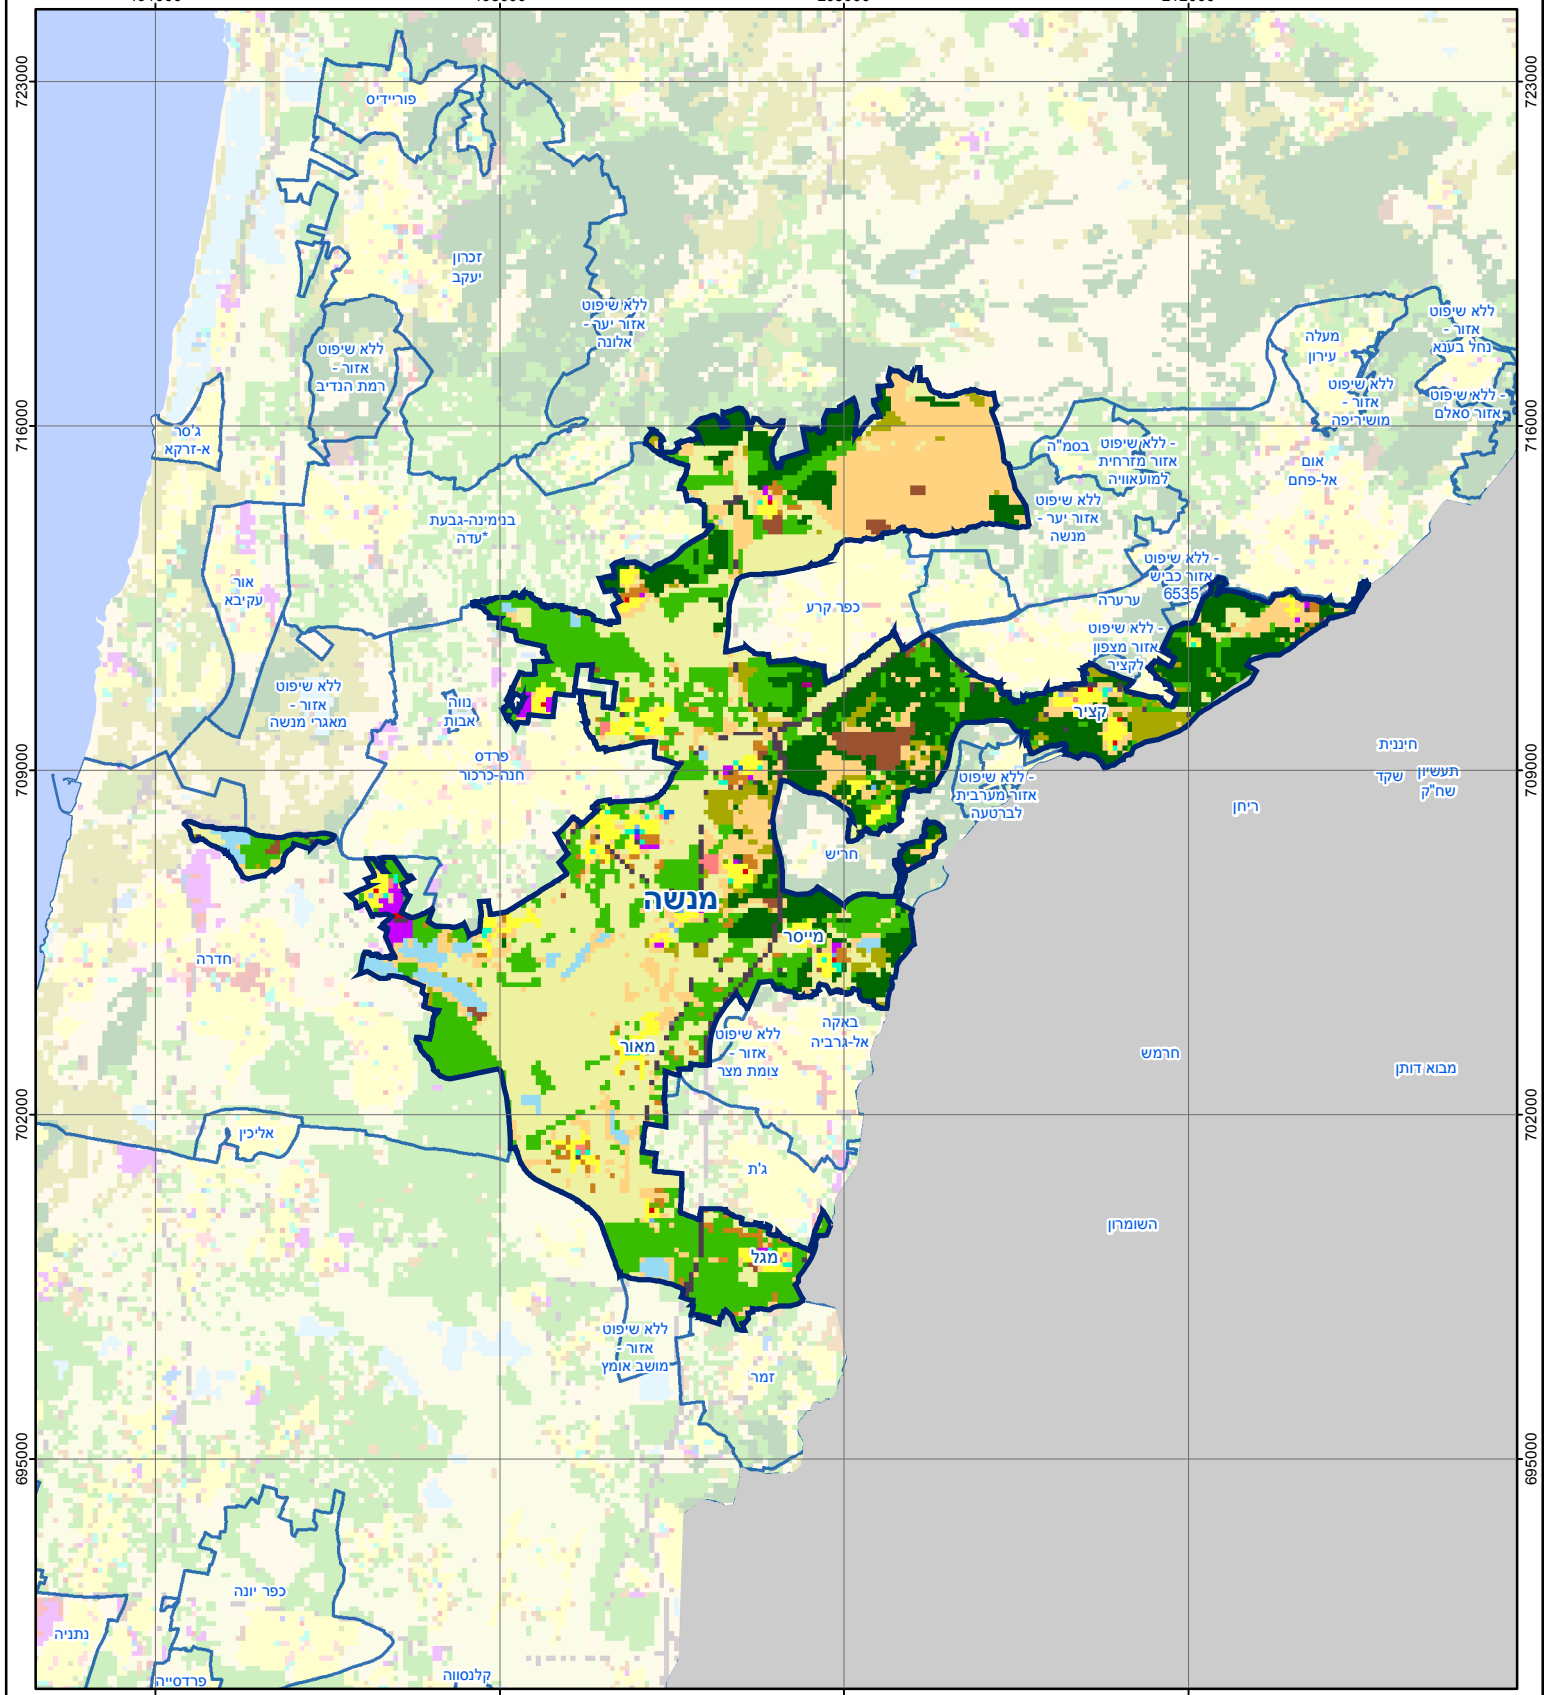 723000
723000
פוריידיס
זכרון
יעקב
ללא שיפוט
אזור יער -
אלונה
ללא שיפוט
אזור -
נחל בענא
מעלה
עירון
ללא שיפוט
אזור -
רמת הנדיב
ללא שיפוט
אזור -
מושיריפה
ללא שיפוט -
אזור סאלם
716000
716000
ג'סר
א-זרקא
בסמ"ה
ללא שיפוט -
אזור מזרחית
למועאוויה
אום
אל-פחם
ללא שיפוט
אזור יער -
מנשה
בנימינה-גבעת
עדה*
ללא שיפוט -
אזור כביש
6535
אור
עקיבא
כפר קרע
ערערה
ללא שיפוט -
אזור מצפון
לקציר
ללא שיפוט
אזור -
מאגרי מנשה
נווה
אבות
קציר
פרדס
חנה-כרכור
חיננית
709000
709000
ללא שיפוט -
אזור מערבית
לברטעה
שקד
תעשיון
שח"ק
ריחן
חריש
מנשה
מייסר
חדרה
באקה
אל-גרביה
ללא שיפוט
אזור -
צומת מצר
מאור
חרמש
מבוא דותן
702000
702000
אליכין
ג'ת
השומרון
מגל
ללא שיפוט
אזור -
מושב אומץ
זמר
695000
695000
כפר יונה
נתניה
קלנסווה
פרדסייה